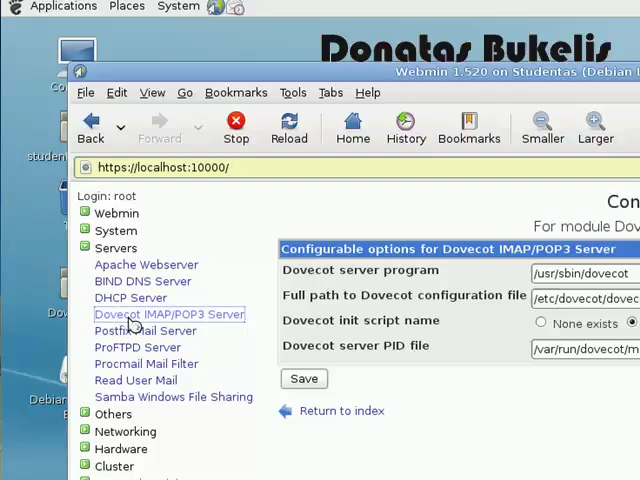 Applications Places System
Donatas Bukelis
Webmin 1.520 on Studentas (Debian L
File Edit View Go Bookmarks Tools Tabs Help
Back Forward Stop Reload Home History Bookmarks Smaller Larger
https://localhost:10000/
Login: root
Webmin
System
Servers
Apache Webserver
BIND DNS Server
DHCP Server
Dovecot IMAP/POP3 Server
Postfix Mail Server
ProFTPD Server
Procmail Mail Filter
Read User Mail
Samba Windows File Sharing
Others
Networking
Hardware
Cluster
Con
For module Dov
Configurable options for Dovecot IMAP/POP3 Server
Dovecot server program /usr/sbin/dovecot
Full path to Dovecot configuration file /etc/dovecot/dove
Dovecot init script name None exists
Dovecot server PID file /var/run/dovecot/m
Save
Return to index
Co
studen
T
Dov
Debian